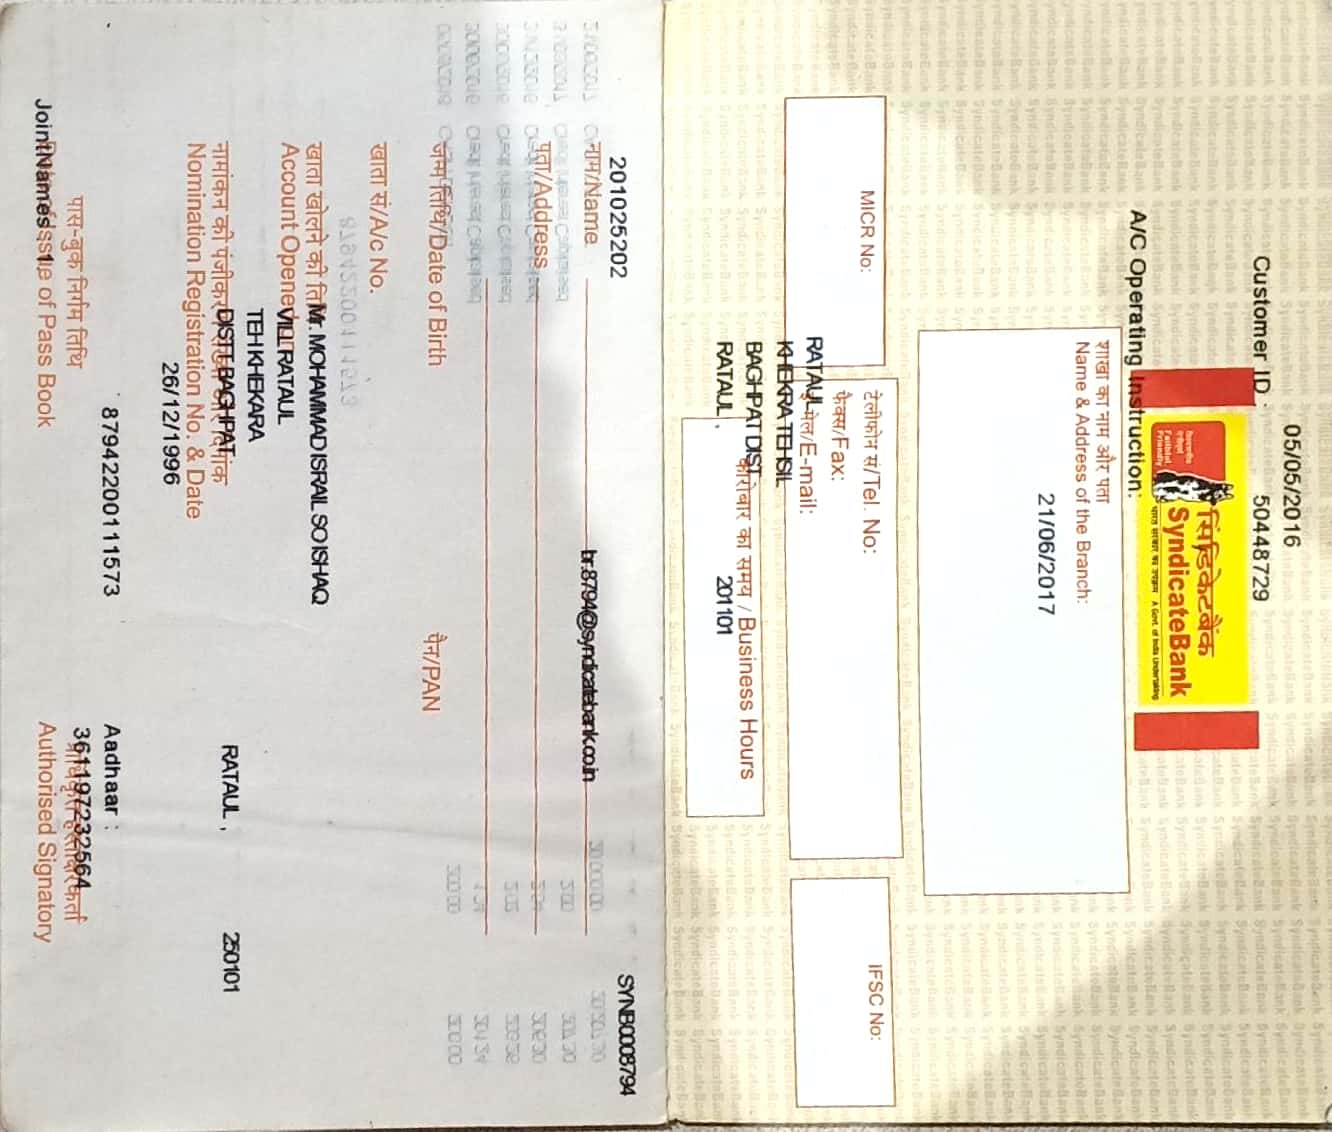 05/05/2016
Customer ID : 50448729
विश्वसनीय
Faithful,
Friendly
सिंडिकेटबैंक
SyndicateBank
भारत सरकार का उपक्रम A Govt. of India Undertaking
A/C Operating Instruction:
शाखा का नाम और पता
Name & Address of the Branch:
21/06/2017
MICR No:
टेलीफोन सं/Tel. No:
IFSC No:
फैक्स/Fax:
RATAUL
ई-मेल/E-mail:
KHEKRA TEHSIL
BAGHPAT DIST
कारोबार का समय / Business Hours
RATAUL , 201101
201025202
SYNB0008794
नाम/Name
br.8794@syndicatebank.co.in
पता/Address
जन्म तिथि/Date of Birth
पैन/PAN
खाता सं/A/c No.
खाता खोलने की
Mr. MOHAMMAD ISRAIL SO ISHAQ
Account Opened on
VILL RATAUL
TEH KHEKARA
DISTT BAGHPAT
RATAUL , 250101
नामांकन की पंजीकरण संख्या और दिनांक
Nomination Registration No. & Date
26/12/1996
87942200111573
Aadhaar :
361197232564
पास-बुक निर्गम तिथि
प्राधिकृत हस्ताक्षरकर्ता
JointNames : 1.
Date of Issue of Pass Book
Authorised Signatory